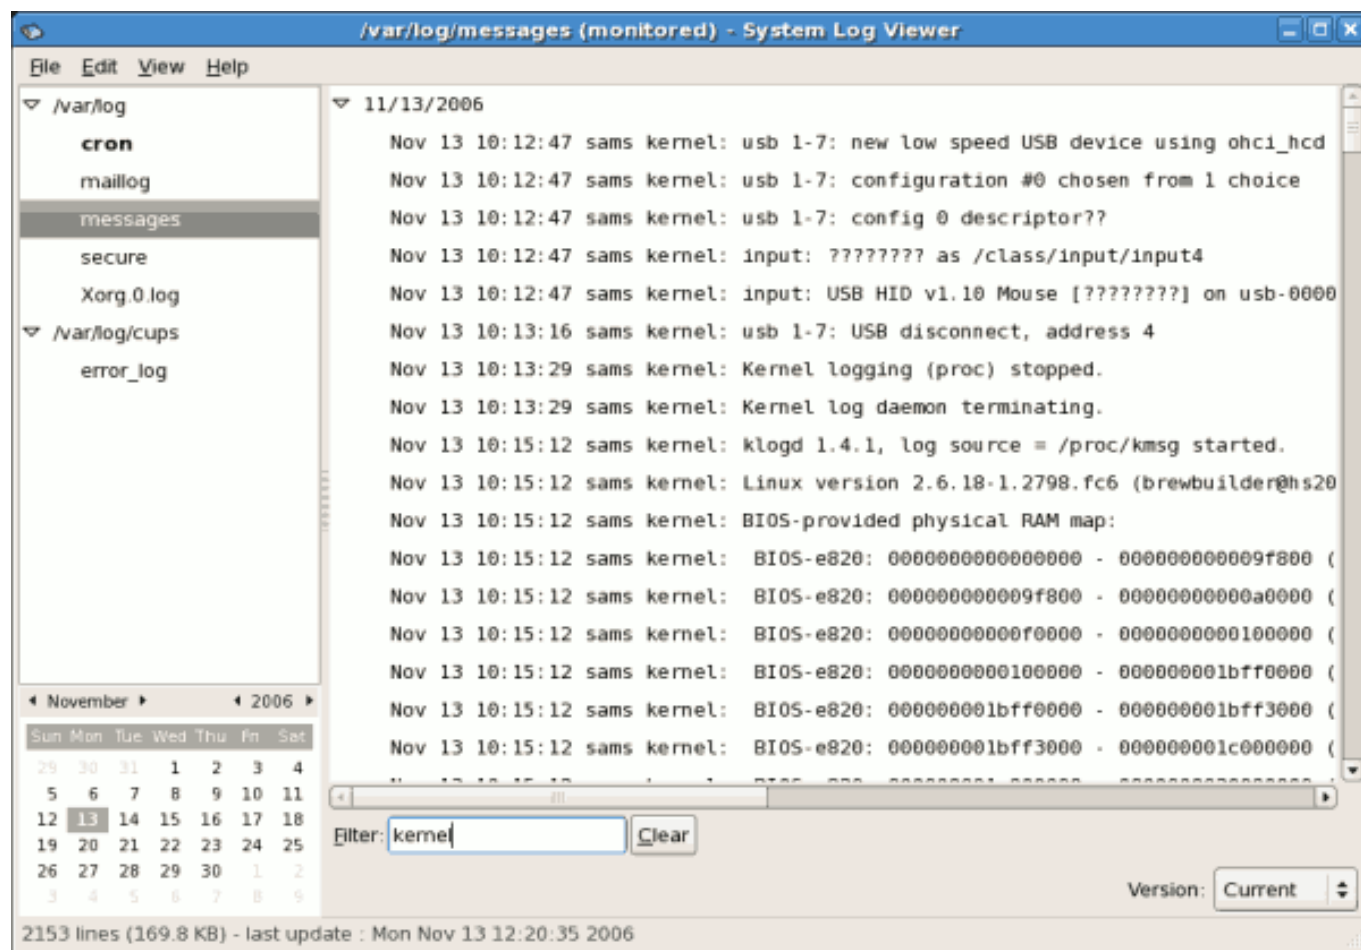 /var/log/messages (monitored) - System Log Viewer
File Edit View Help
/var/log
cron
maillog
messages
secure
Xorg.0.log
/var/log/cups
error_log
11/13/2006
Nov 13 10:12:47 sams kernel: usb 1-7: new low speed USB device using ohci_hcd
Nov 13 10:12:47 sams kernel: usb 1-7: configuration #0 chosen from 1 choice
Nov 13 10:12:47 sams kernel: usb 1-7: config 0 descriptor??
Nov 13 10:12:47 sams kernel: input: ???????? as /class/input/input4
Nov 13 10:12:47 sams kernel: input: USB HID v1.10 Mouse [????????] on usb-0000
Nov 13 10:13:16 sams kernel: usb 1-7: USB disconnect, address 4
Nov 13 10:13:29 sams kernel: Kernel logging (proc) stopped.
Nov 13 10:13:29 sams kernel: Kernel log daemon terminating.
Nov 13 10:15:12 sams kernel: klogd 1.4.1, log source = /proc/kmsg started.
Nov 13 10:15:12 sams kernel: Linux version 2.6.18-1.2798.fc6 (brewbuilder@hs20
Nov 13 10:15:12 sams kernel: BIOS-provided physical RAM map:
Nov 13 10:15:12 sams kernel: BIOS-e820: 0000000000000000 - 000000000009f800 (
Nov 13 10:15:12 sams kernel: BIOS-e820: 000000000009f800 - 00000000000a0000 (
Nov 13 10:15:12 sams kernel: BIOS-e820: 00000000000f0000 - 0000000000100000 (
Nov 13 10:15:12 sams kernel: BIOS-e820: 0000000000100000 - 000000001bff0000 (
Nov 13 10:15:12 sams kernel: BIOS-e820: 000000001bff0000 - 000000001bff3000 (
Nov 13 10:15:12 sams kernel: BIOS-e820: 000000001bff3000 - 000000001c000000 (
November 2006
Sun Mon Tue Wed Thu Fri Sat
29 30 31 1 2 3 4
5 6 7 8 9 10 11
12 13 14 15 16 17 18
19 20 21 22 23 24 25
26 27 28 29 30 1 2
3 4 5 6 7 8 9
Filter: kernel Clear
Version: Current
2153 lines (169.8 KB) - last update : Mon Nov 13 12:20:35 2006